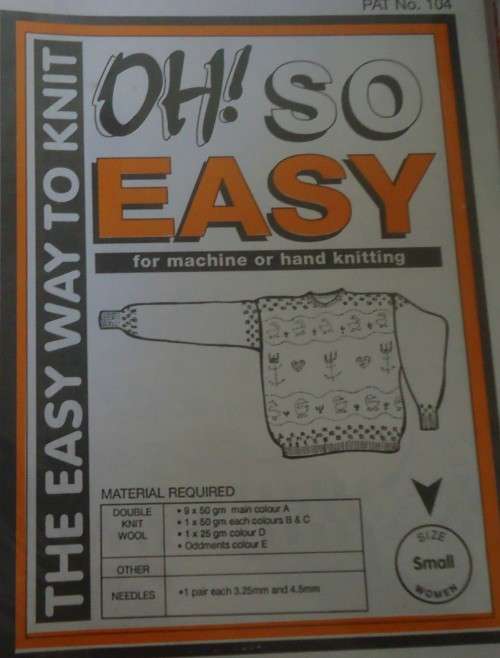 PAT No. 104
THE EASY WAY TO KNIT
OH! SO
EASY
for machine or hand knitting
MATERIAL REQUIRED
DOUBLE KNIT WOOL
• 9 x 50 gm main colour A
• 1 x 50 gm each colours B & C
• 1 x 25 gm colour D
• Oddments colour E
OTHER
NEEDLES
•1 pair each 3.25mm and 4.5mm
SIZE
Small
WOMEN